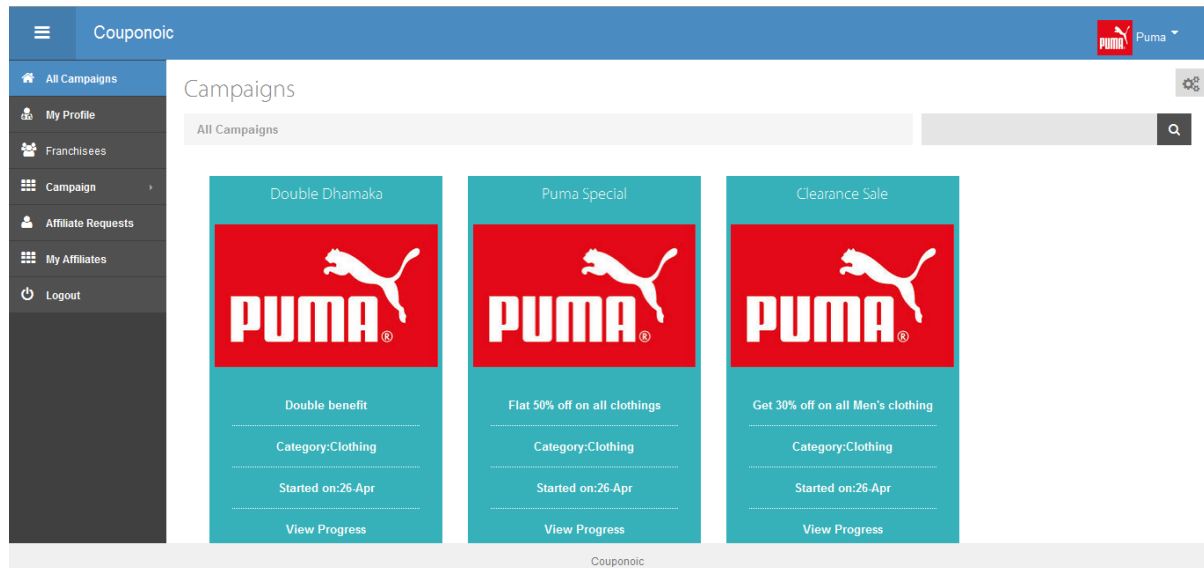 Couponoic
PUMA
Puma
All Campaigns
My Profile
Franchisees
Campaign
Affiliate Requests
My Affiliates
Logout
Campaigns
All Campaigns
Double Dhamaka
PUMA®
Double benefit
Category:Clothing
Started on:26-Apr
View Progress
Puma Special
PUMA®
Flat 50% off on all clothings
Category:Clothing
Started on:26-Apr
View Progress
Clearance Sale
PUMA®
Get 30% off on all Men's clothing
Category:Clothing
Started on:26-Apr
View Progress
Couponoic